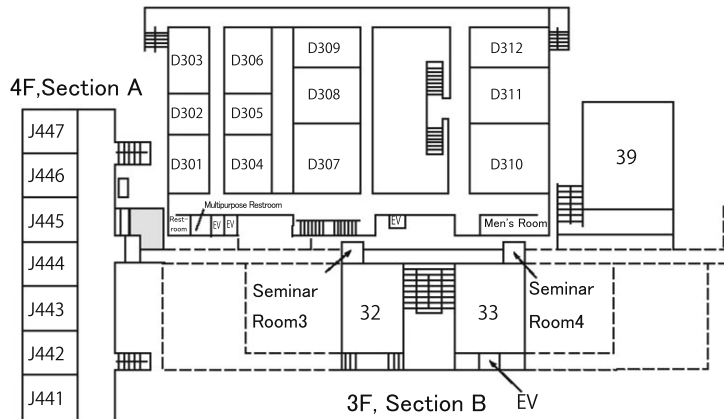 D303
D306
D309
D312
4F,Section A
D302
D305
D308
D311
J447
D301
D304
D307
D310
39
J446
Multipurpose Restroom
J445
Rest-
room
EV
EV
EV
Men's Room
J444
Seminar
Room3
32
33
Seminar
Room4
J443
J442
J441
3F, Section B
EV